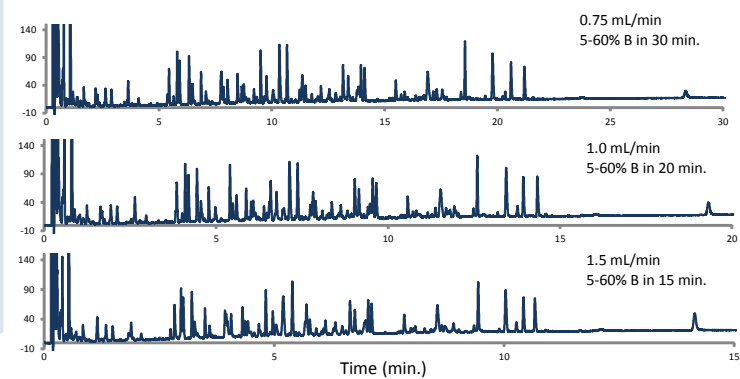 0.75 mL/min
5-60% B in 30 min.
140
90
40
-10
0 5 10 15 20 25 30
1.0 mL/min
5-60% B in 20 min.
140
90
40
-10
0 5 10 15 20
1.5 mL/min
5-60% B in 15 min.
140
90
40
-10
0 5 10 15
Time (min.)